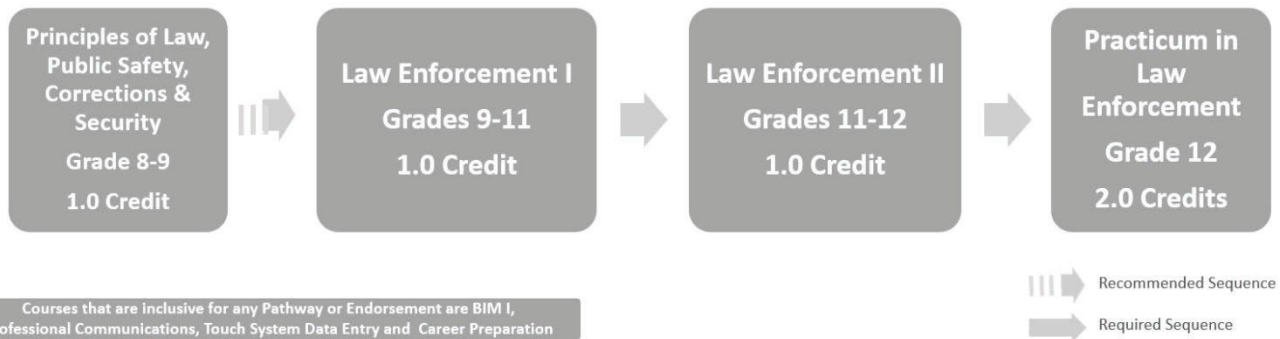 Principles of Law,
Public Safety,
Corrections &
Security
Grade 8-9
1.0 Credit
Law Enforcement I
Grades 9-11
1.0 Credit
Law Enforcement II
Grades 11-12
1.0 Credit
Practicum in
Law
Enforcement
Grade 12
2.0 Credits
Recommended Sequence
Required Sequence
Courses that are inclusive for any Pathway or Endorsement are BIM I,
ofessional Communications, Touch System Data Entry and Career Preparation